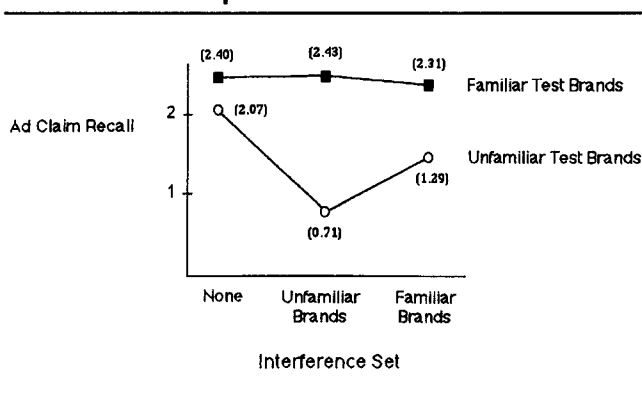 (2.40)
(2.43)
(2.31)
Familiar Test Brands
Ad Claim Recall
2
(2.07)
Unfamiliar Test Brands
(1.29)
1
(0.71)
None
Unfamiliar
Brands
Familiar
Brands
Interference Set